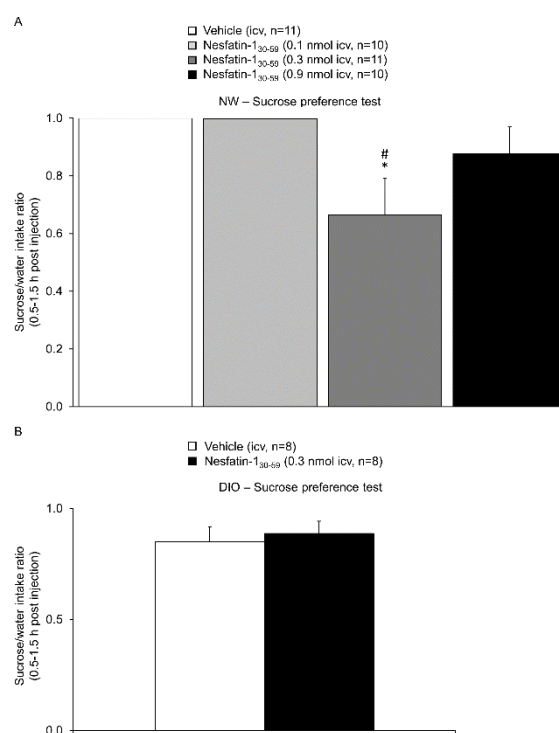 A
Vehicle (icv, n=11)
Nesfatin-1₃₀₋₅₉ (0.1 nmol icv, n=10)
Nesfatin-1₃₀₋₅₉ (0.3 nmol icv, n=11)
Nesfatin-1₃₀₋₅₉ (0.9 nmol icv, n=10)
NW – Sucrose preference test
Sucrose/water intake ratio
(0.5-1.5 h post injection)
1.0
0.8
0.6
0.4
0.2
0.0
#
*
B
Vehicle (icv, n=8)
Nesfatin-1₃₀₋₅₉ (0.3 nmol icv, n=8)
DIO – Sucrose preference test
Sucrose/water intake ratio
(0.5-1.5 h post injection)
1.0
0.5
0.0